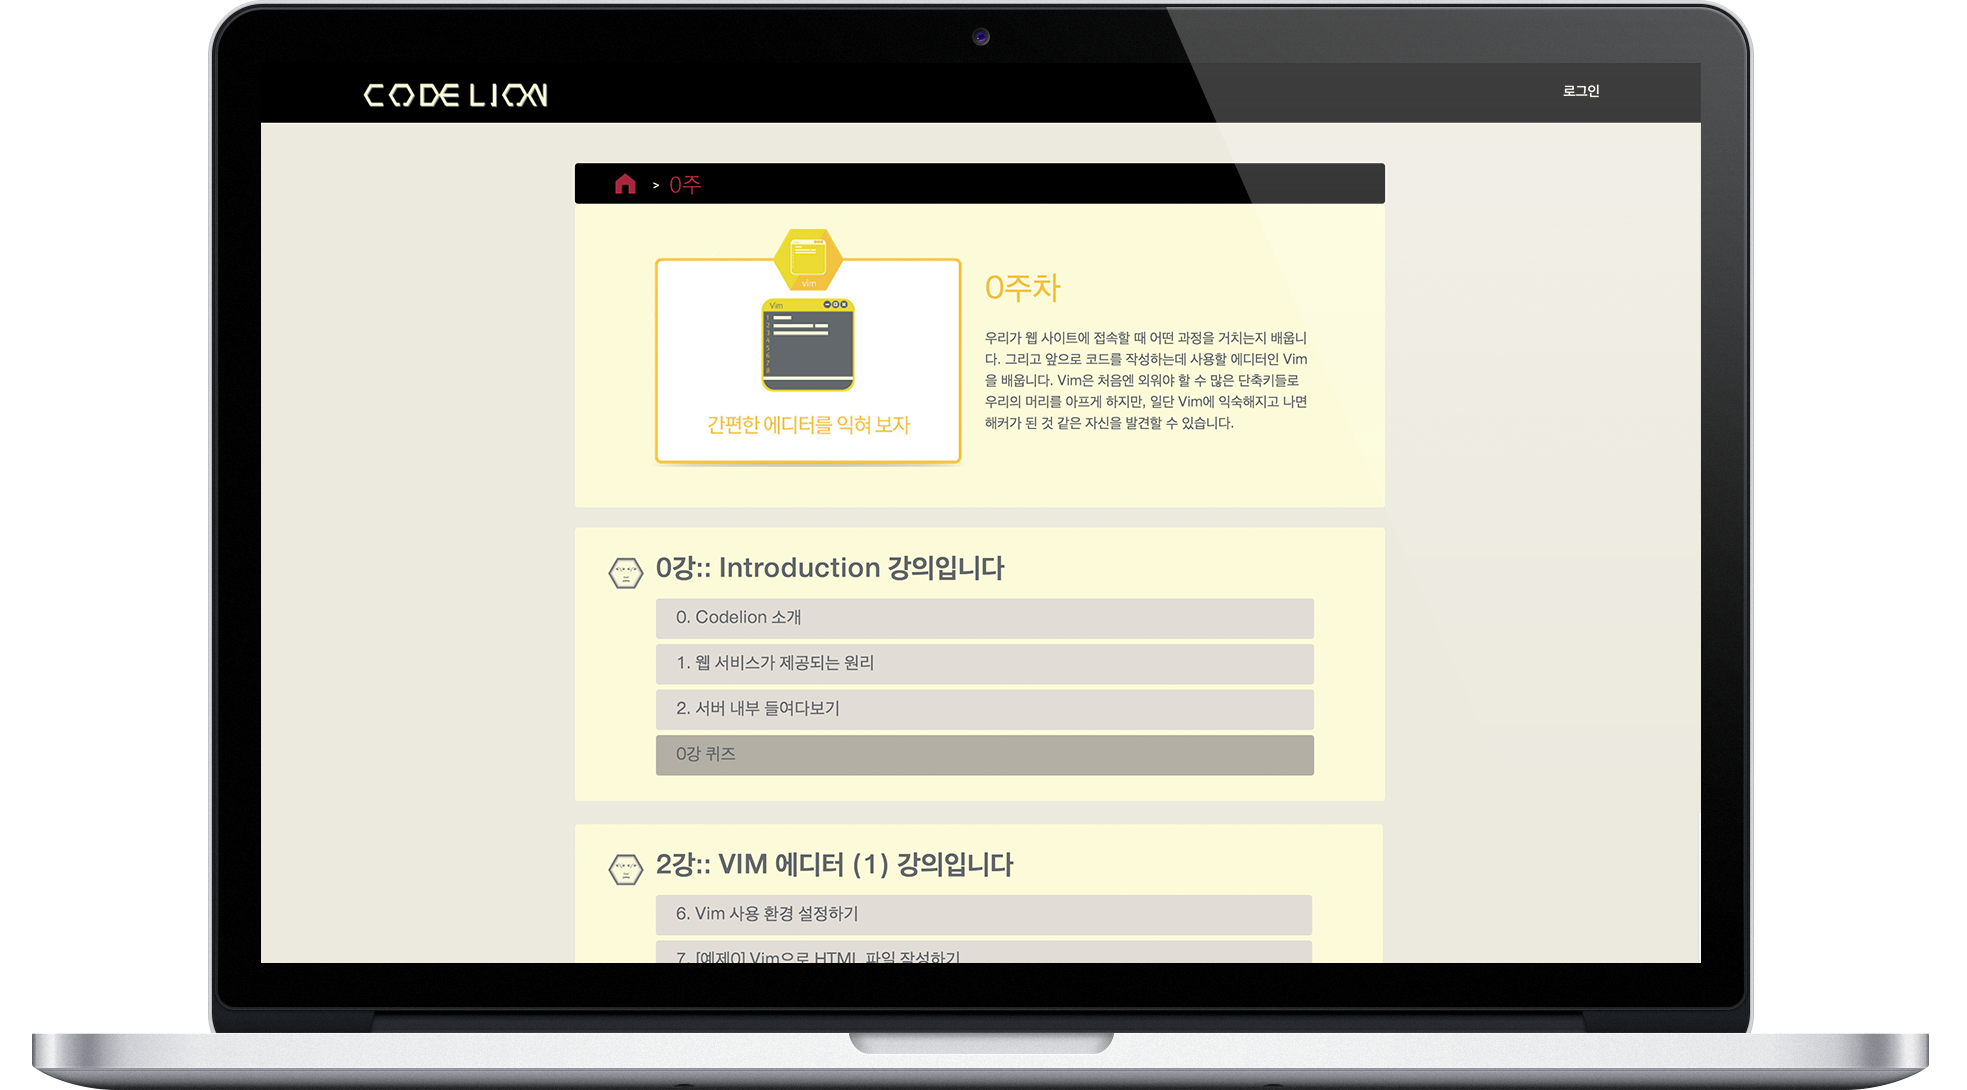 CODE LION
로그인
> 0주
vim
Vim
1
2
3
4
5
6
7
8
간편한 에디터를 익혀 보자
0주차
우리가 웹 사이트에 접속할 때 어떤 과정을 거치는지 배웁니
다. 그리고 앞으로 코드를 작성하는데 사용할 에디터인 Vim
을 배웁니다. Vim은 처음엔 외워야 할 수 많은 단축키들로
우리의 머리를 아프게 하지만, 일단 Vim에 익숙해지고 나면
해커가 된 것 같은 자신을 발견할 수 있습니다.
0강:: Introduction 강의입니다
0. Codelion 소개
1. 웹 서비스가 제공되는 원리
2. 서버 내부 들여다보기
0강 퀴즈
2강:: VIM 에디터 (1) 강의입니다
6. Vim 사용 환경 설정하기
7. [예제0] Vim으로 HTML 파일 작성하기